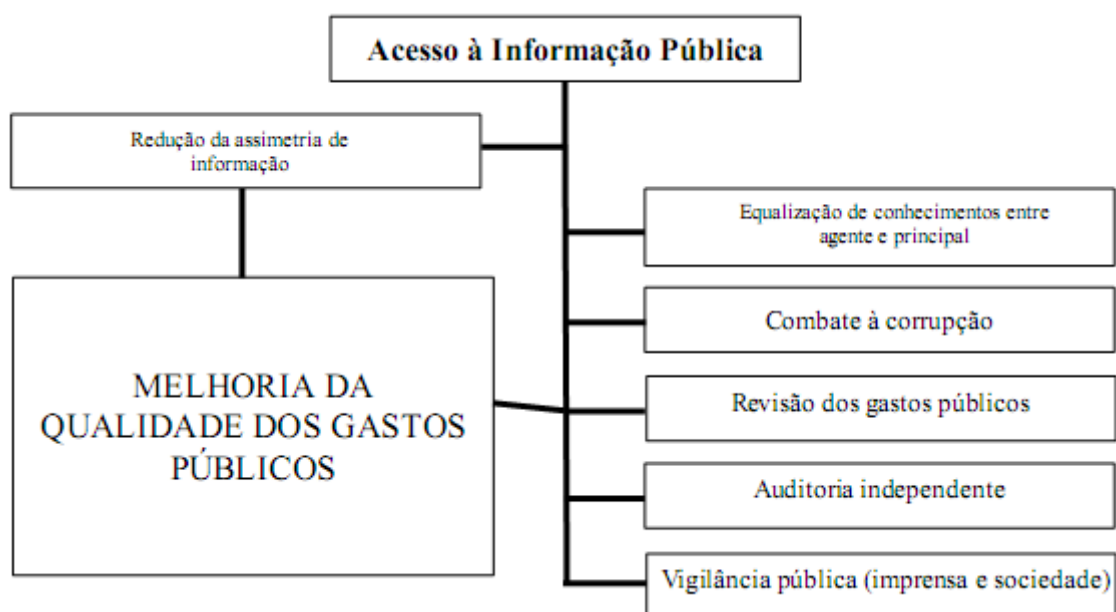 Acesso à Informação Pública
Redução da assimetria de
informação
Equalização de conhecimentos entre
agente e principal
Combate à corrupção
MELHORIA DA
QUALIDADE DOS GASTOS
PÚBLICOS
Revisão dos gastos públicos
Auditoria independente
Vigilância pública (imprensa e sociedade)